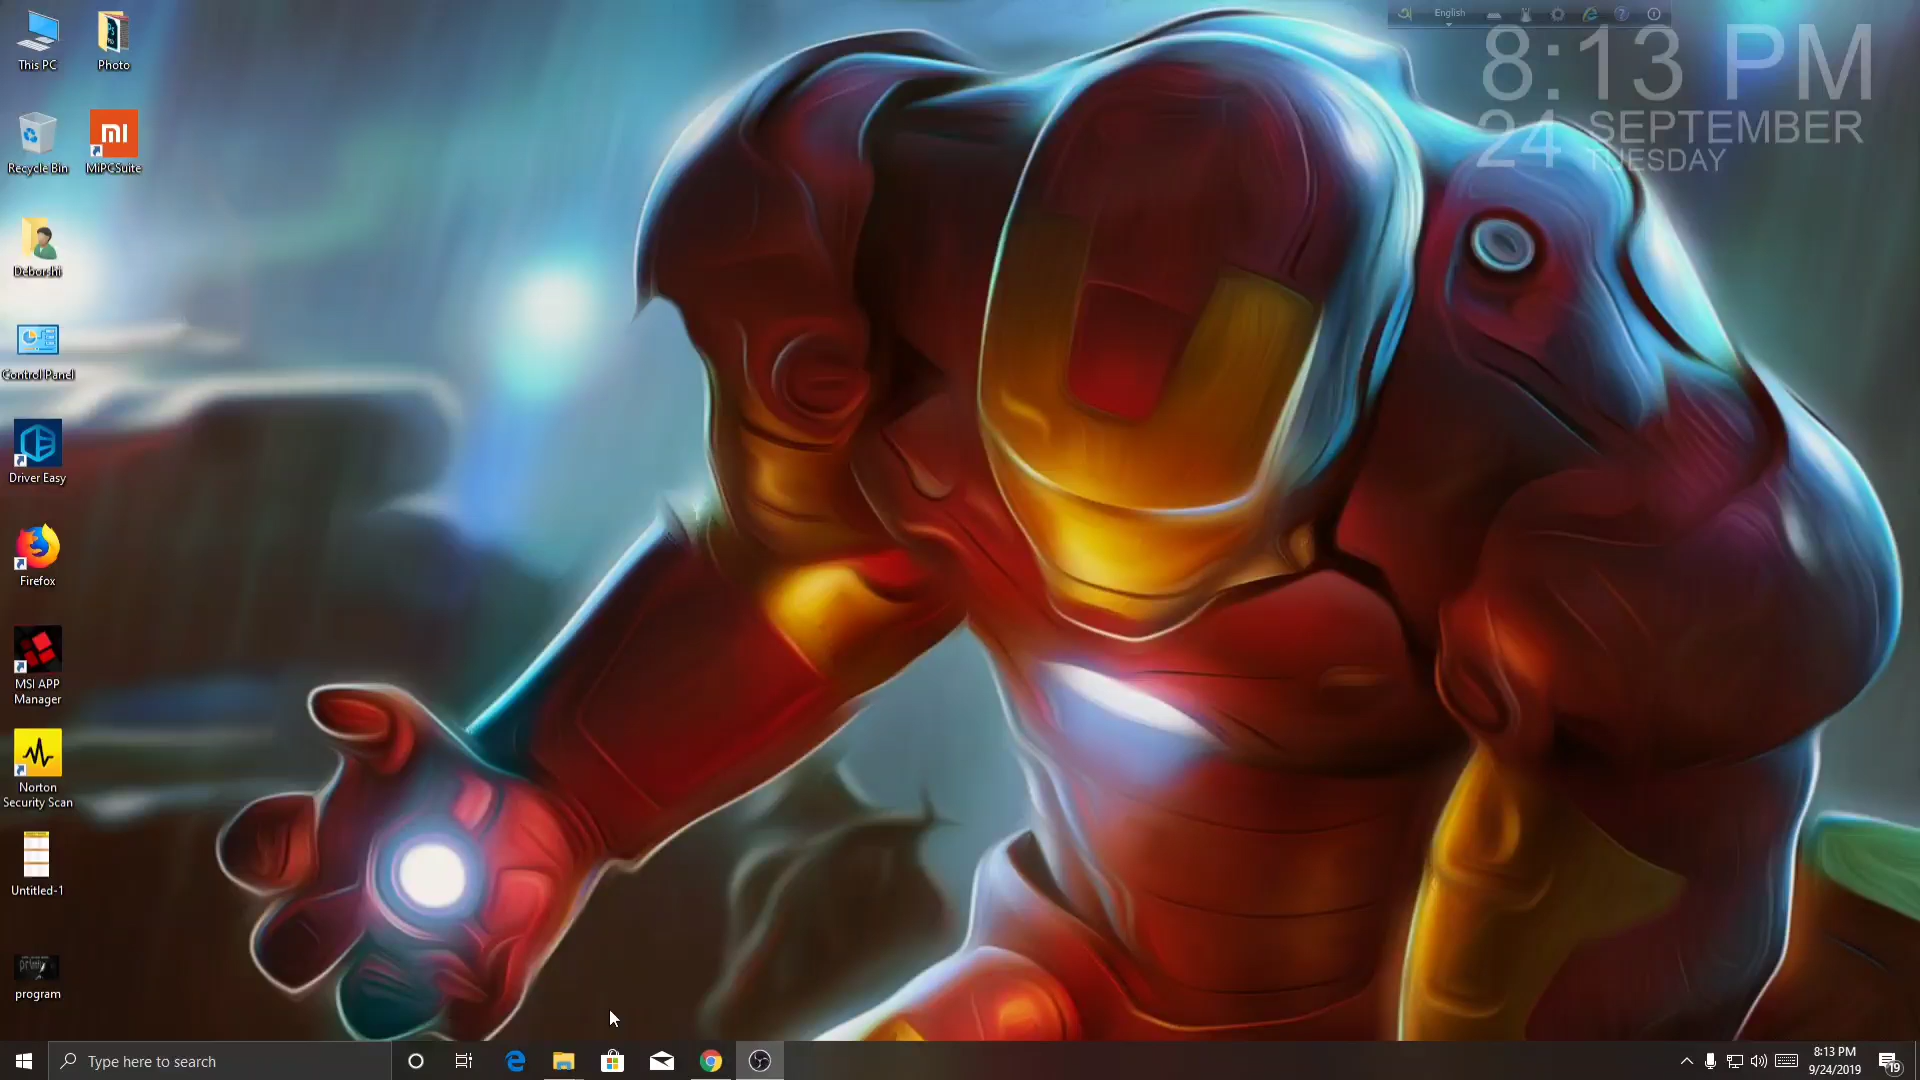 This PC
Photo
Recycle Bin
mi
MiPCSuite
Deborshi
Control Panel
Driver Easy
Firefox
MSI APP
Manager
Norton
Security Scan
Untitled-1
program
English
8:13 PM
24 SEPTEMBER
TUESDAY
Type here to search
8:13 PM
9/24/2019
19